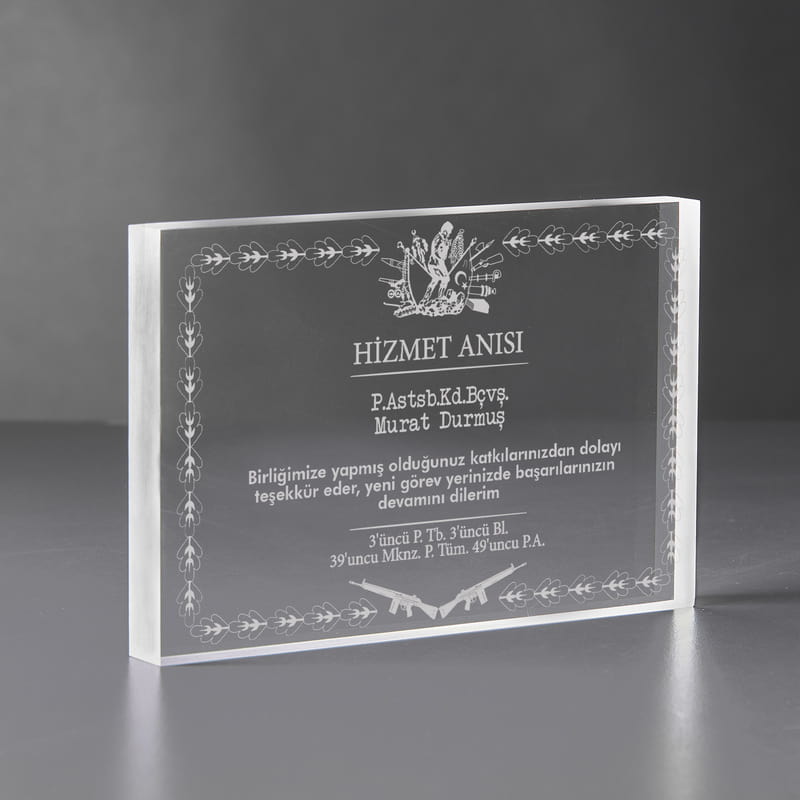 HİZMET ANISI
P.Astsb.Kd.Bçvş.
Murat Durmuş
Birliğimize yapmış olduğunuz katkılarınızdan dolayı
teşekkür eder, yeni görev yerinizde başarılarınızın
devamını dilerim
3'üncü P. Tb. 3'üncü Bl.
39'uncu Mknz. P. Tüm. 49'uncu P.A.